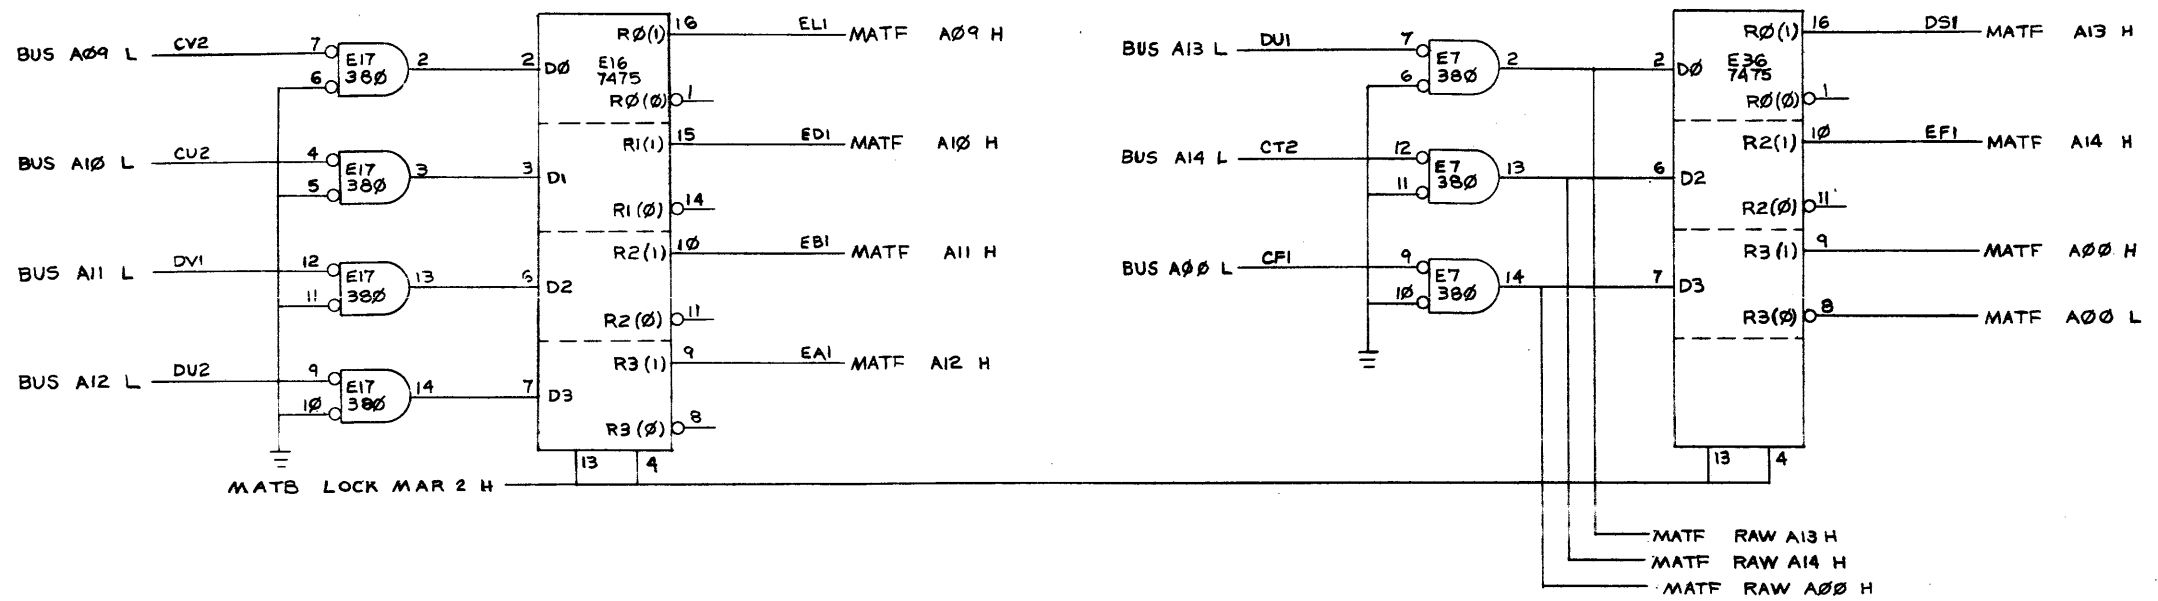 BUS AØ9 L CV2 7 6 E17 38Ø 2 2 DØ E16 7475 RØ(1) 16 EL1 MATF AØ9 H
RØ(Ø) 1
BUS A1Ø L CU2 4 5 E17 38Ø 3 3 D1 R1(1) 15 ED1 MATF A1Ø H
R1(Ø) 14
BUS A11 L DV1 12 11 E17 38Ø 13 6 D2 R2(1) 1Ø EB1 MATF A11 H
R2(Ø) 11
BUS A12 L DU2 9 1Ø E17 38Ø 14 7 D3 R3(1) 9 EA1 MATF A12 H
R3(Ø) 8
13 4
MATB LOCK MAR 2 H
BUS A13 L DU1 7 6 E7 38Ø 2 2 DØ E36 7475 RØ(1) 16 DS1 MATF A13 H
RØ(Ø) 1
BUS A14 L CT2 12 11 E7 38Ø 13 6 D2 R2(1) 1Ø EF1 MATF A14 H
R2(Ø) 11
BUS AØØ L CF1 9 1Ø E7 38Ø 14 7 D3 R3(1) 9 MATF AØØ H
R3(Ø) 8 MATF AØØ L
13 4
MATF RAW A13 H
MATF RAW A14 H
MATF RAW AØØ H